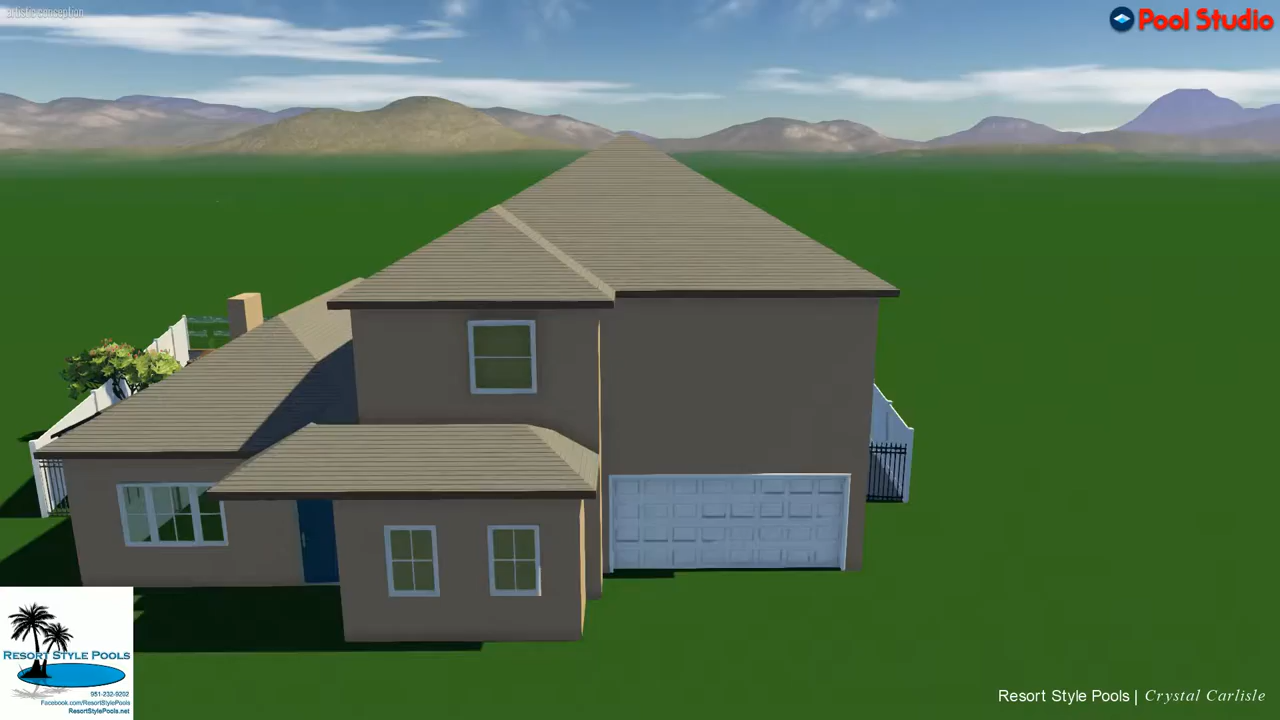 artistic conception
Pool Studio
RESORT STYLE POOLS
951-232-9202
Facebook.com/ResortStylePools
ResortStylePools.net
Resort Style Pools | Crystal Carlisle